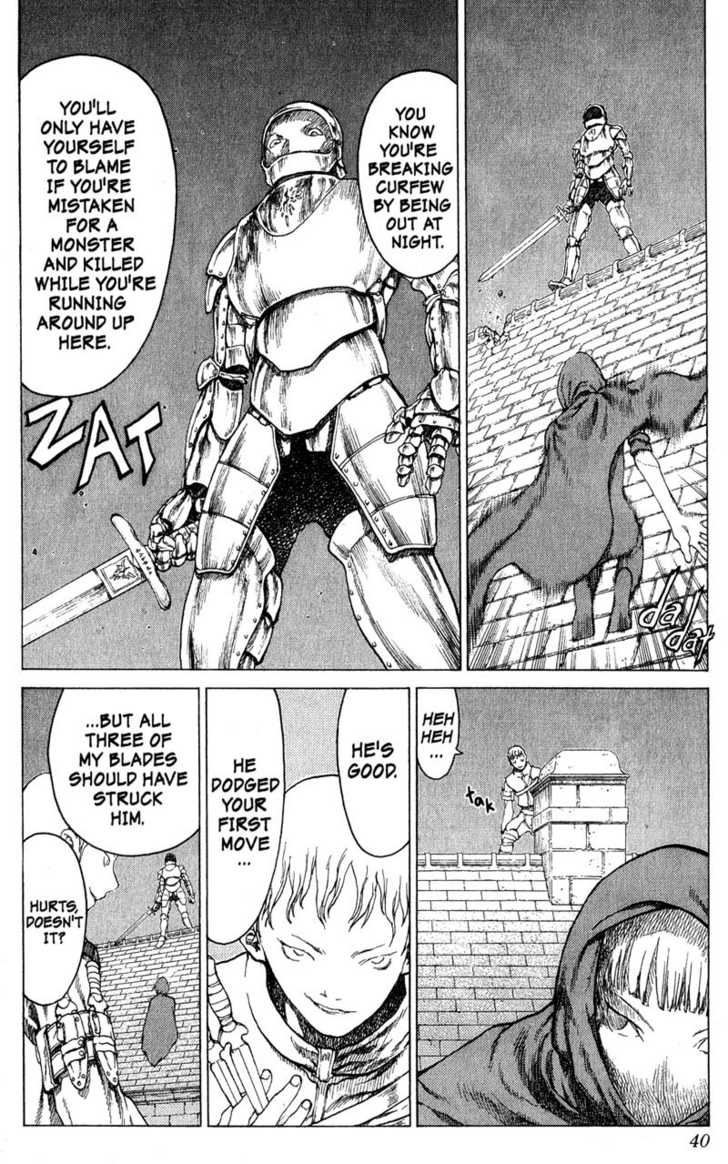 dat
dat
YOU
KNOW
YOU'RE
BREAKING
CURFEW
BY BEING
OUT AT
NIGHT.
YOU'LL
ONLY HAVE
YOURSELF
TO BLAME
IF YOU'RE
MISTAKEN
FOR A
MONSTER
AND KILLED
WHILE YOU'RE
RUNNING
AROUND UP
HERE.
ZAT
HEH
HEH
...
tak
HE'S
GOOD.
HE
DODGED
YOUR
FIRST
MOVE
...
...BUT ALL
THREE OF
MY BLADES
SHOULD HAVE
STRUCK
HIM.
HURTS,
DOESN'T
IT?
40